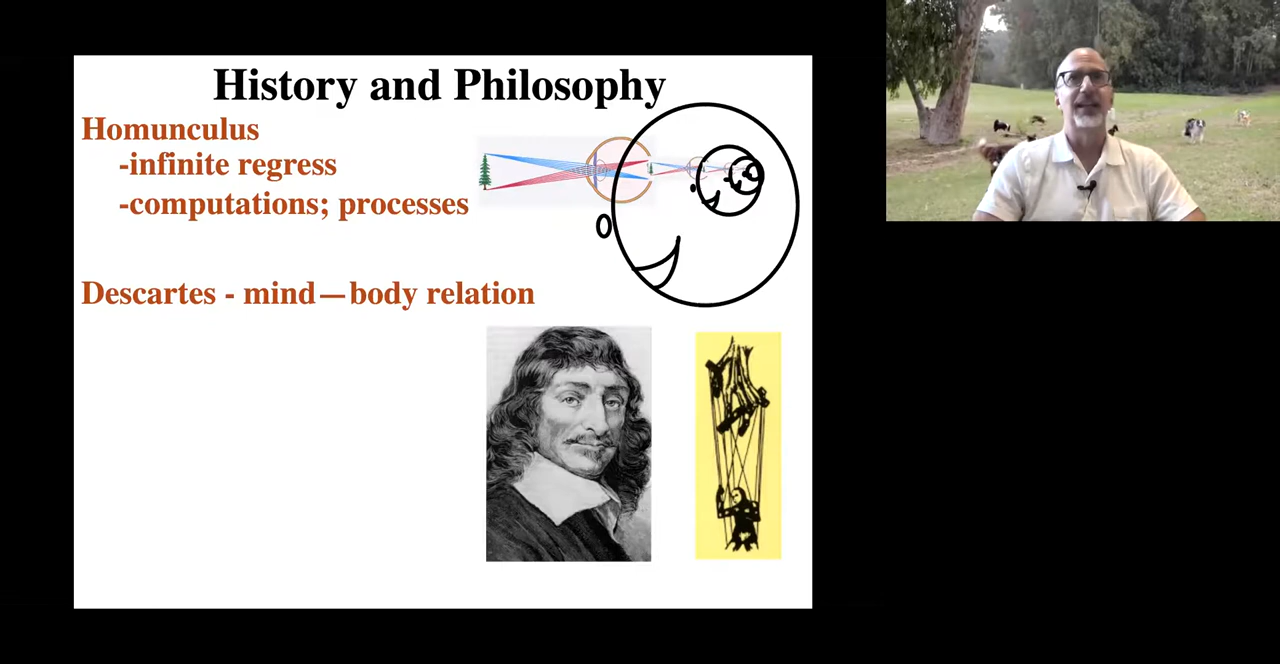 History and Philosophy
Homunculus
-infinite regress
-computations; processes
Descartes - mind—body relation